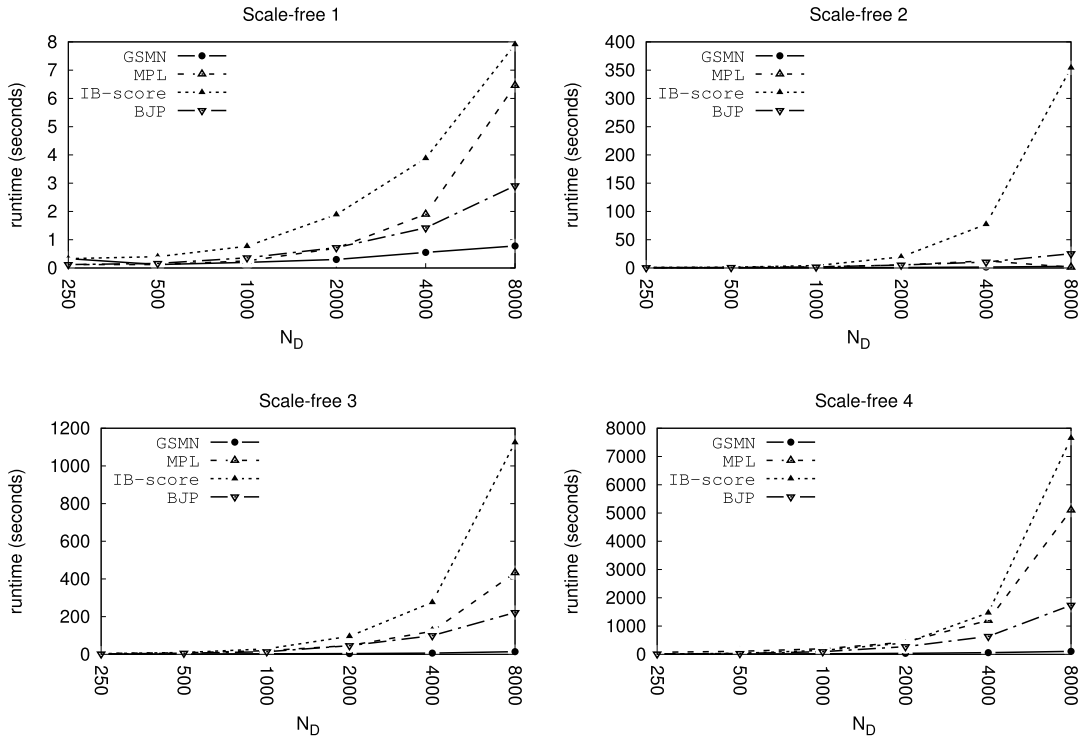 Scale-free 1
runtime (seconds)
8
7
6
5
4
3
2
1
0
GSMN
MPL
IB-score
BJP
250
500
1000
2000
4000
8000
N_D
Scale-free 2
runtime (seconds)
400
350
300
250
200
150
100
50
0
GSMN
MPL
IB-score
BJP
250
500
1000
2000
4000
8000
N_D
Scale-free 3
runtime (seconds)
1200
1000
800
600
400
200
0
GSMN
MPL
IB-score
BJP
250
500
1000
2000
4000
8000
N_D
Scale-free 4
runtime (seconds)
8000
7000
6000
5000
4000
3000
2000
1000
0
GSMN
MPL
IB-score
BJP
250
500
1000
2000
4000
8000
N_D